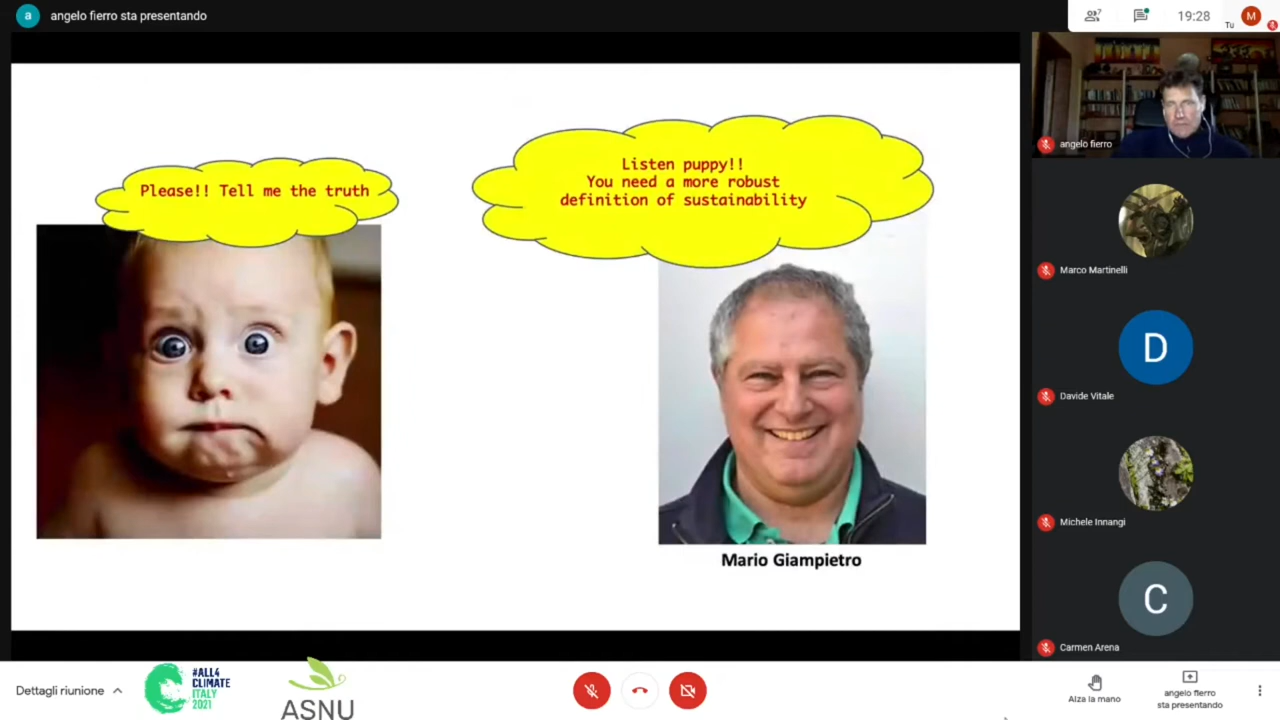 a
angelo fierro sta presentando
7
19:28
Tu
M
Please!! Tell me the truth
Listen puppy!!
You need a more robust
definition of sustainability
Mario Giampietro
angelo fierro
Marco Martinelli
D
Davide Vitale
Michele Innangi
C
Carmen Arena
Dettagli riunione
#ALL4
CLIMATE
ITALY
2021
ASNU
Alza la mano
angelo fierro
sta presentando